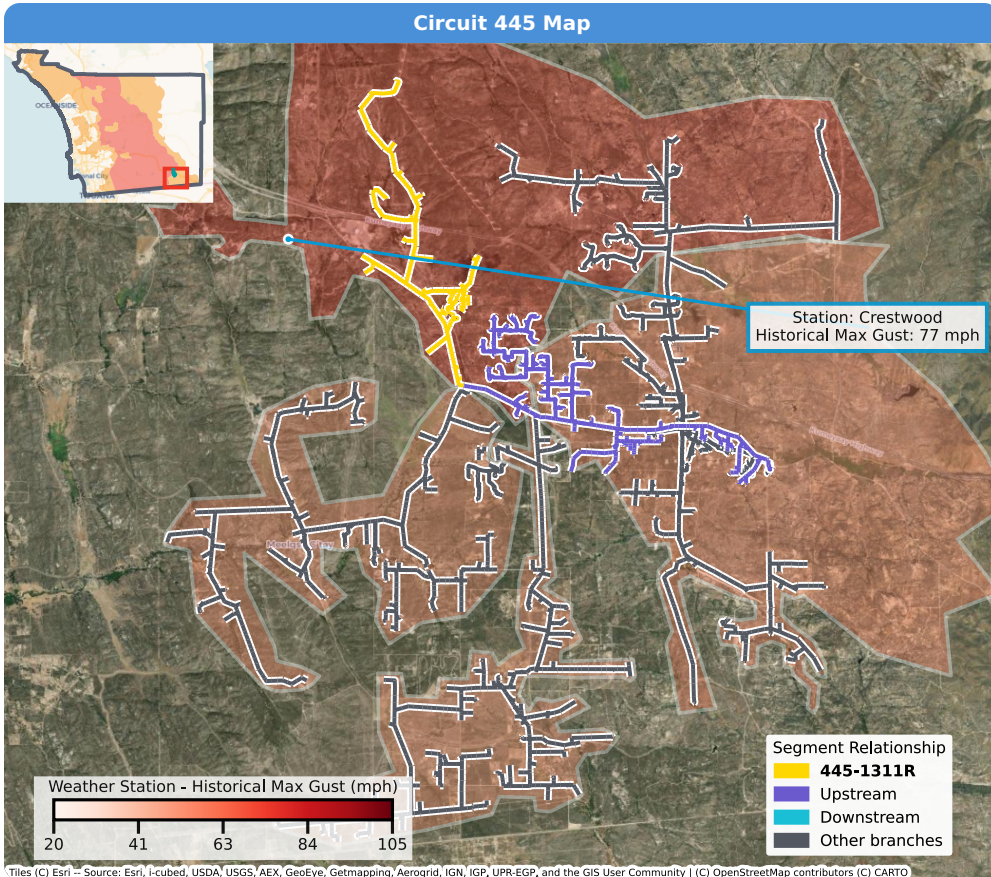 Circuit 445 Map
Station: Crestwood
Historical Max Gust: 77 mph
Segment Relationship
445-1311R
Upstream
Downstream
Other branches
Weather Station - Historical Max Gust (mph)
20 41 63 84 105
Tiles (C) Esri -- Source: Esri, i-cubed, USDA, USGS, AEX, GeoEye, Getmapping, Aerogrid, IGN, IGP, UPR-EGP, and the GIS User Community | (C) OpenStreetMap contributors (C) CARTO